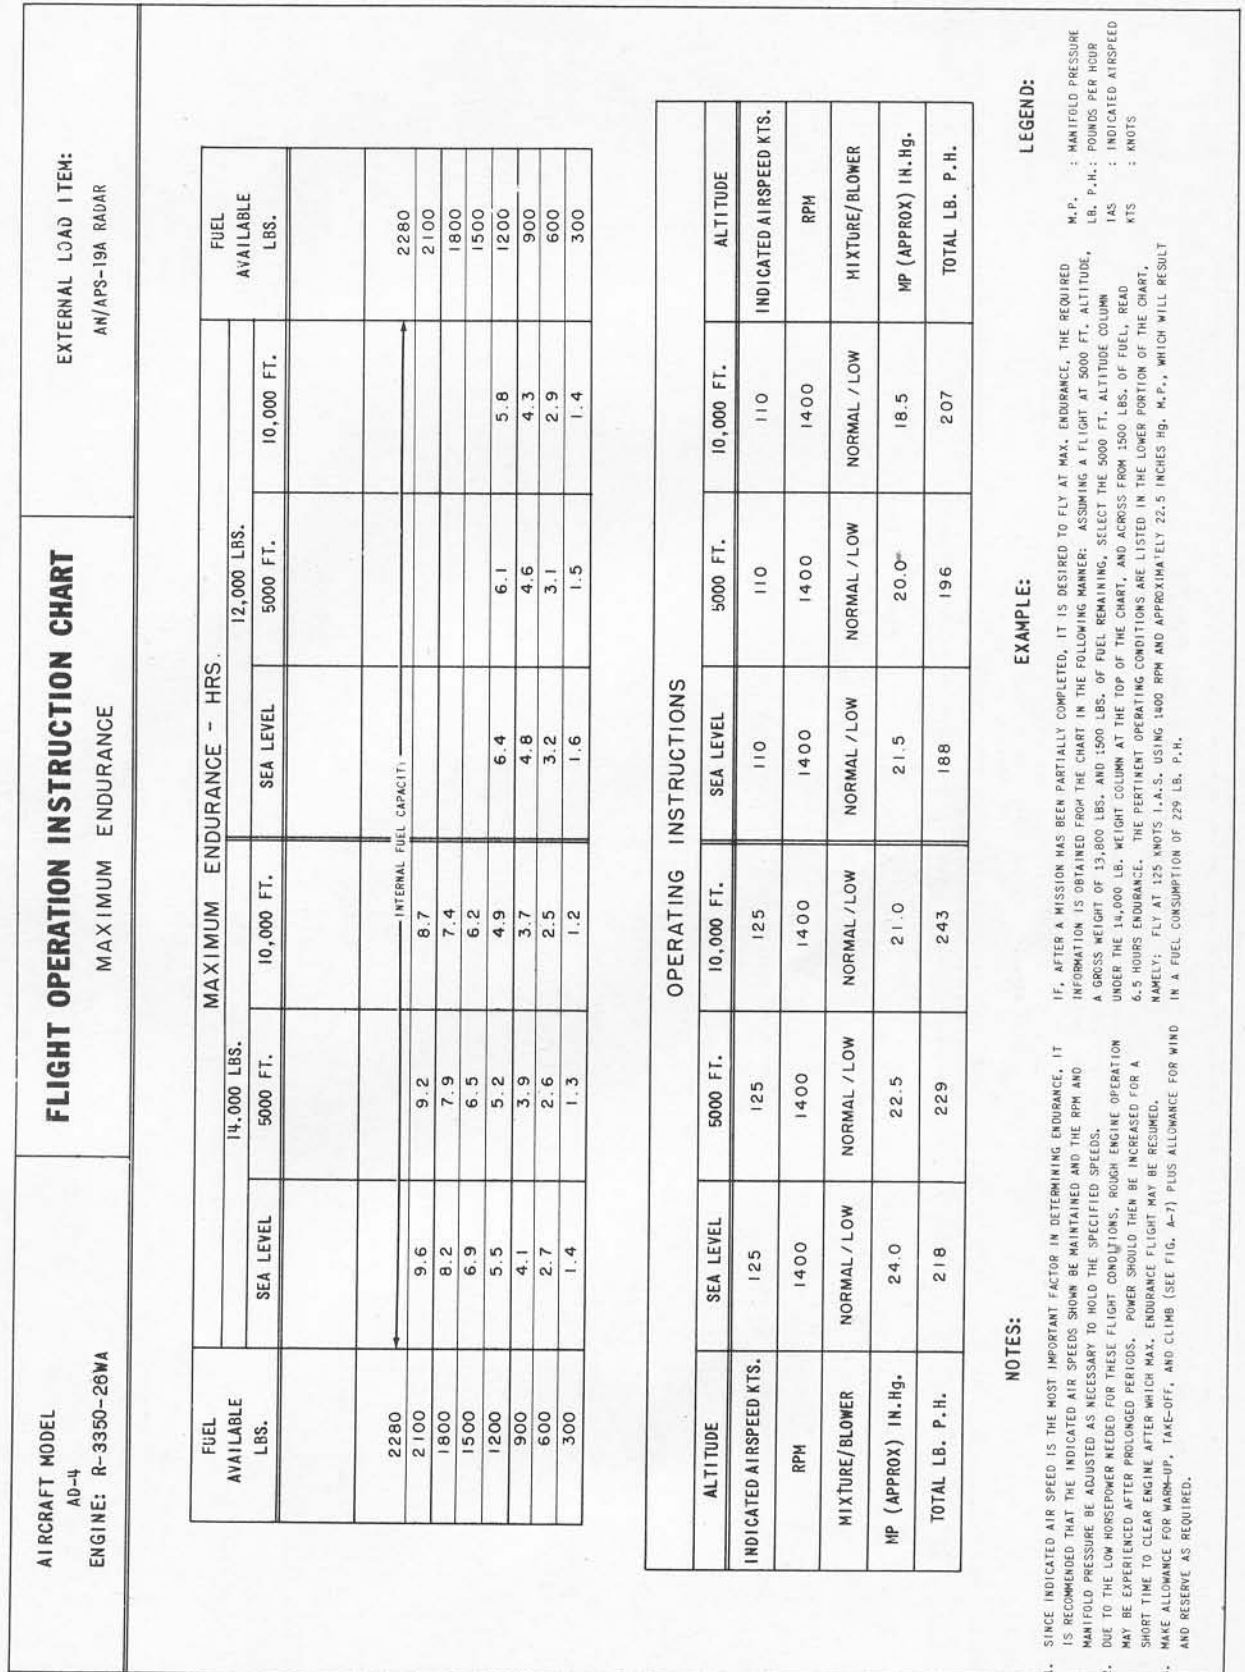 AIRCRAFT MODEL
AD-4
ENGINE: R-3350-26WA
FLIGHT OPERATION INSTRUCTION CHART
MAXIMUM ENDURANCE
EXTERNAL LOAD ITEM:
AN/APS-19A RADAR
FUEL AVAILABLE LBS. MAXIMUM ENDURANCE - HRS. FUEL AVAILABLE LBS.
14.000 LBS. 12,000 LBS.
SEA LEVEL 5000 FT. 10,000 FT. SEA LEVEL 5000 FT. 10,000 FT.
2280 INTERNAL FUEL CAPACIT 2280
2100 9.6 9.2 8.7 2100
1800 8.2 7.9 7.4 1800
1500 6.9 6.5 6.2 1500
1200 5.5 5.2 4.9 6.4 6.1 5.8 1200
900 4.1 3.9 3.7 4.8 4.6 4.3 900
600 2.7 2.6 2.5 3.2 3.1 2.9 600
300 1.4 1.3 1.2 1.6 1.5 1.4 300
OPERATING INSTRUCTIONS
ALTITUDE SEA LEVEL 5000 FT. 10,000 FT. SEA LEVEL 5000 FT. 10,000 FT. ALTITUDE
INDICATED AIRSPEED KTS. 125 125 125 110 110 110 INDICATED AIRSPEED KTS.
RPM 1400 1400 1400 1400 1400 1400 RPM
MIXTURE/BLOWER NORMAL/LOW NORMAL/LOW NORMAL/LOW NORMAL/LOW NORMAL/LOW NORMAL/LOW MIXTURE/BLOWER
MP (APPROX) IN.Hg. 24.0 22.5 21.0 21.5 20.0 18.5 MP (APPROX) IN.Hg.
TOTAL LB. P.H. 218 229 243 188 196 207 TOTAL LB. P.H.
NOTES:
SINCE INDICATED AIR SPEED IS THE MOST IMPORTANT FACTOR IN DETERMINING ENDURANCE, IT
IS RECOMMENDED THAT THE INDICATED AIR SPEEDS SHOWN BE MAINTAINED AND THE RPM AND
MANIFOLD PRESSURE BE ADJUSTED AS NECESSARY TO HOLD THE SPECIFIED SPEEDS.
DUE TO THE LOW HORSEPOWER NEEDED FOR THESE FLIGHT CONDITIONS, ROUGH ENGINE OPERATION
MAY BE EXPERIENCED AFTER PROLONGED PERIODS. POWER SHOULD THEN BE INCREASED FOR A
SHORT TIME TO CLEAR ENGINE AFTER WHICH MAX. ENDURANCE FLIGHT MAY BE RESUMED.
MAKE ALLOWANCE FOR WARM-UP, TAKE-OFF, AND CLIMB (SEE FIG. A-7) PLUS ALLOWANCE FOR WIND
AND RESERVE AS REQUIRED.
EXAMPLE:
IF, AFTER A MISSION HAS BEEN PARTIALLY COMPLETED, IT IS DESIRED TO FLY AT MAX. ENDURANCE, THE REQUIRED
INFORMATION IS OBTAINED FROM THE CHART IN THE FOLLOWING MANNER: ASSUMING A FLIGHT AT 5000 FT. ALTITUDE,
A GROSS WEIGHT OF 13,800 LBS. AND 1500 LBS. OF FUEL REMAINING, SELECT THE 5000 FT. ALTITUDE COLUMN
UNDER THE 14,000 LB. WEIGHT COLUMN AT THE TOP OF THE CHART, AND ACROSS FROM 1500 LBS. OF FUEL, READ
6.5 HOURS ENDURANCE. THE PERTINENT OPERATING CONDITIONS ARE LISTED IN THE LOWER PORTION OF THE CHART,
NAMELY: FLY AT 125 KNOTS I.A.S. USING 1400 RPM AND APPROXIMATELY 22.5 INCHES Hg. M.P., WHICH WILL RESULT
IN A FUEL CONSUMPTION OF 229 LB. P.H.
LEGEND:
M.P. : MANIFOLD PRESSURE
LB. P.H.: POUNDS PER HOUR
IAS : INDICATED AIRSPEED
KTS : KNOTS